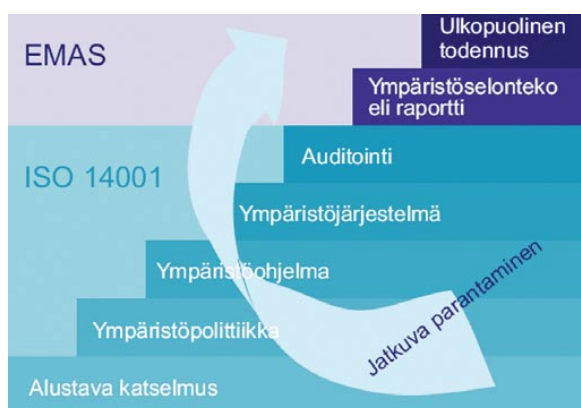 EMAS
Ulkopuolinen
todennus
Ympäristöselonteko
eli raportti
ISO 14001
Auditointi
Ympäristöjärjestelmä
Ympäristöohjelma
Ympäristöpolittiikka
Alustava katselmus
Jatkuva parantaminen